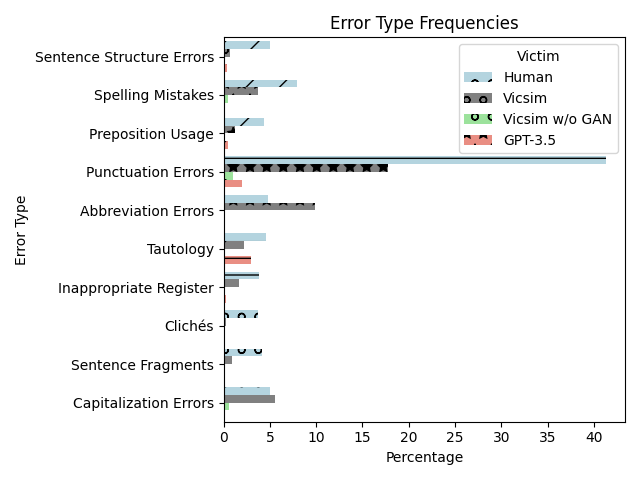 Error Type Frequencies
Sentence Structure Errors
Spelling Mistakes
Preposition Usage
Punctuation Errors
Abbreviation Errors
Tautology
Inappropriate Register
Clichés
Sentence Fragments
Capitalization Errors
Error Type
0 5 10 15 20 25 30 35 40
Percentage
Victim
Human
Vicsim
Vicsim w/o GAN
GPT-3.5